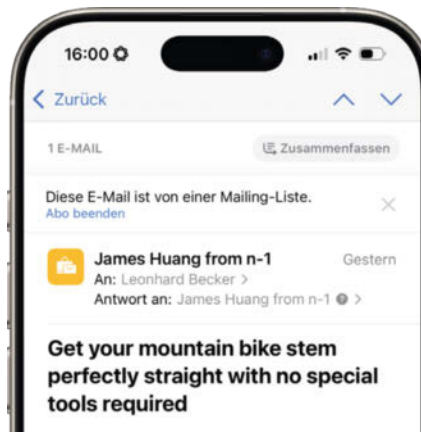 16:00
Zurück
1 E-MAIL
Zusammenfassen
Diese E-Mail ist von einer Mailing-Liste.
Abo beenden
James Huang from n-1
Gestern
An: Leonhard Becker >
Antwort an: James Huang from n-1 >
Get your mountain bike stem
perfectly straight with no special
tools required